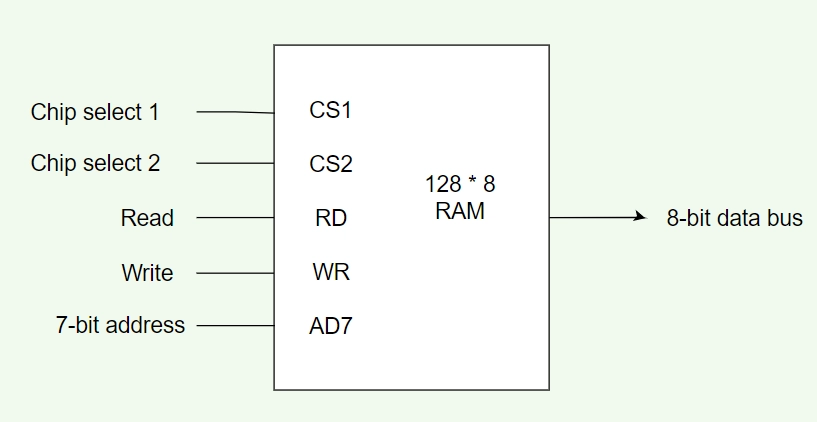 Chip select 1
CS1
Chip select 2
CS2
128 * 8
RAM
Read
RD
8-bit data bus
Write
WR
7-bit address
AD7